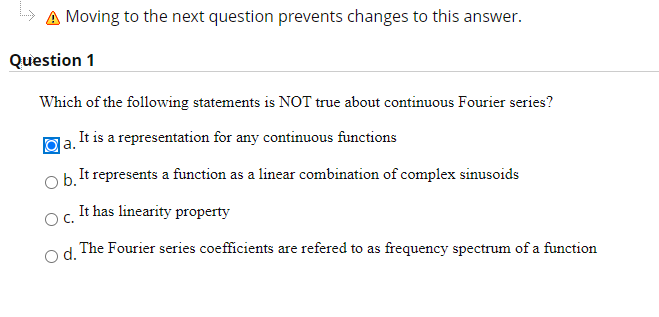 Moving to the next question prevents changes to this answer.
Question 1
Which of the following statements is NOT true about continuous Fourier series?
a. It is a representation for any continuous functions
b. It represents a function as a linear combination of complex sinusoids
c. It has linearity property
d. The Fourier series coefficients are refered to as frequency spectrum of a function